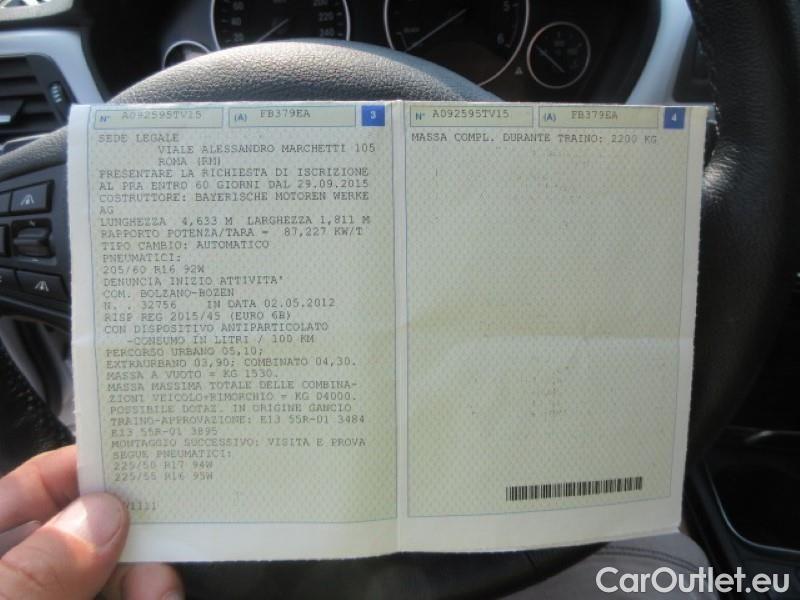 N° A092595TV15 (A) FB379EA 3
SEDE LEGALE
VIALE ALESSANDRO MARCHETTI 105
ROMA (RM)
PRESENTARE LA RICHIESTA DI ISCRIZIONE
AL PRA ENTRO 60 GIORNI DAL 29.09.2015
COSTRUTTORE: BAYERISCHE MOTOREN WERKE
AG
LUNGHEZZA 4,633 M LARGHEZZA 1,811 M
RAPPORTO POTENZA/TARA = 87,227 KW/T
TIPO CAMBIO: AUTOMATICO
PNEUMATICI:
205/60 R16 92W
DENUNCIA INIZIO ATTIVITA'
COM. BOLZANO-BOZEN
N. . 32756 IN DATA 02.05.2012
RISP REG 2015/45 (EURO 6B)
CON DISPOSITIVO ANTIPARTICOLATO
-CONSUMO IN LITRI / 100 KM
PERCORSO URBANO 05,10;
EXTRAURBANO 03,90; COMBINATO 04,30.
MASSA A VUOTO = KG 1530.
MASSA MASSIMA TOTALE DELLE COMBINA-
ZIONI VEICOLO+RIMORCHIO = KG 04000.
POSSIBILE DOTAZ. IN ORIGINE GANCIO
TRAINO-APPROVAZIONE: E13 55R-01 3484
E13 55R-01 3895
MONTAGGIO SUCCESSIVO: VISITA E PROVA
SEGUE PNEUMATICI:
225/50 R17 94W
225/55 R16 95W
N° A092595TV15 (A) FB379EA 4
MASSA COMPL. DURANTE TRAINO: 2200 KG
CarOutlet.eu